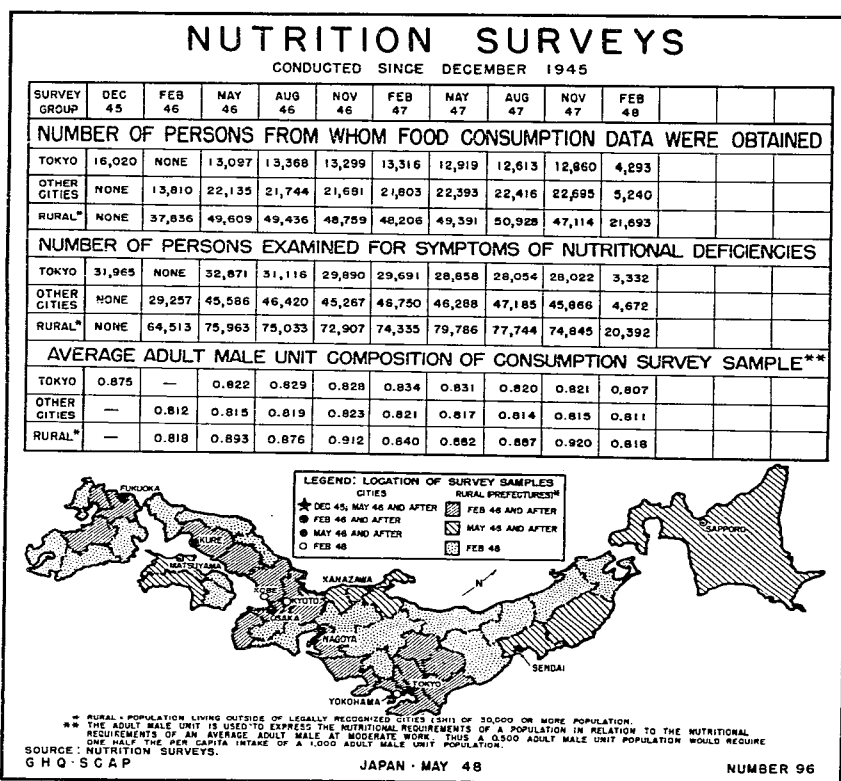 NUTRITION SURVEYS
CONDUCTED SINCE DECEMBER 1945
SURVEY GROUP DEC 45 FEB 46 MAY 46 AUG 46 NOV 46 FEB 47 MAY 47 AUG 47 NOV 47 FEB 48
NUMBER OF PERSONS FROM WHOM FOOD CONSUMPTION DATA WERE OBTAINED
TOKYO 16,020 NONE 13,097 13,368 13,299 13,316 12,919 12,613 12,860 4,293
OTHER CITIES NONE 13,810 22,135 21,744 21,681 21,803 22,393 22,416 22,695 5,240
RURAL* NONE 37,836 49,609 49,436 48,759 48,206 49,391 50,928 47,114 21,693
NUMBER OF PERSONS EXAMINED FOR SYMPTOMS OF NUTRITIONAL DEFICIENCIES
TOKYO 31,965 NONE 32,871 31,116 29,890 29,691 28,858 28,054 28,022 3,332
OTHER CITIES NONE 29,257 45,586 46,420 45,267 46,750 46,288 47,185 45,866 4,672
RURAL* NONE 64,513 75,963 75,033 72,907 74,335 79,786 77,744 74,845 20,392
AVERAGE ADULT MALE UNIT COMPOSITION OF CONSUMPTION SURVEY SAMPLE**
TOKYO 0.875 — 0.822 0.829 0.828 0.834 0.831 0.820 0.821 0.807
OTHER CITIES — 0.812 0.815 0.819 0.823 0.821 0.817 0.814 0.815 0.811
RURAL* — 0.818 0.893 0.876 0.912 0.840 0.882 0.887 0.920 0.818
LEGEND: LOCATION OF SURVEY SAMPLES
CITIES RURAL (PREFECTURES)*
DEC 45; MAY 46 AND AFTER FEB 46 AND AFTER
FEB 46 AND AFTER
MAY 46 AND AFTER MAY 46 AND AFTER
FEB 48 FEB 48
FUKUOKA
KURE
MATSUYAMA
KOBE
KYOTO
OSAKA
KANAZAWA
NAGOYA
N
TOKYO
YOKOHAMA
SENDAI
SAPPORO
* RURAL = POPULATION LIVING OUTSIDE OF LEGALLY RECOGNIZED CITIES (SHI) OF 30,000 OR MORE POPULATION.
** THE ADULT MALE UNIT IS USED TO EXPRESS THE NUTRITIONAL REQUIREMENTS OF A POPULATION IN RELATION TO THE NUTRITIONAL
REQUIREMENTS OF AN AVERAGE ADULT MALE AT MODERATE WORK. THUS A 0.500 ADULT MALE UNIT POPULATION WOULD REQUIRE
ONE HALF THE PER CAPITA INTAKE OF A 1.000 ADULT MALE UNIT POPULATION.
SOURCE: NUTRITION SURVEYS.
GHQ-SCAP JAPAN · MAY 48 NUMBER 96